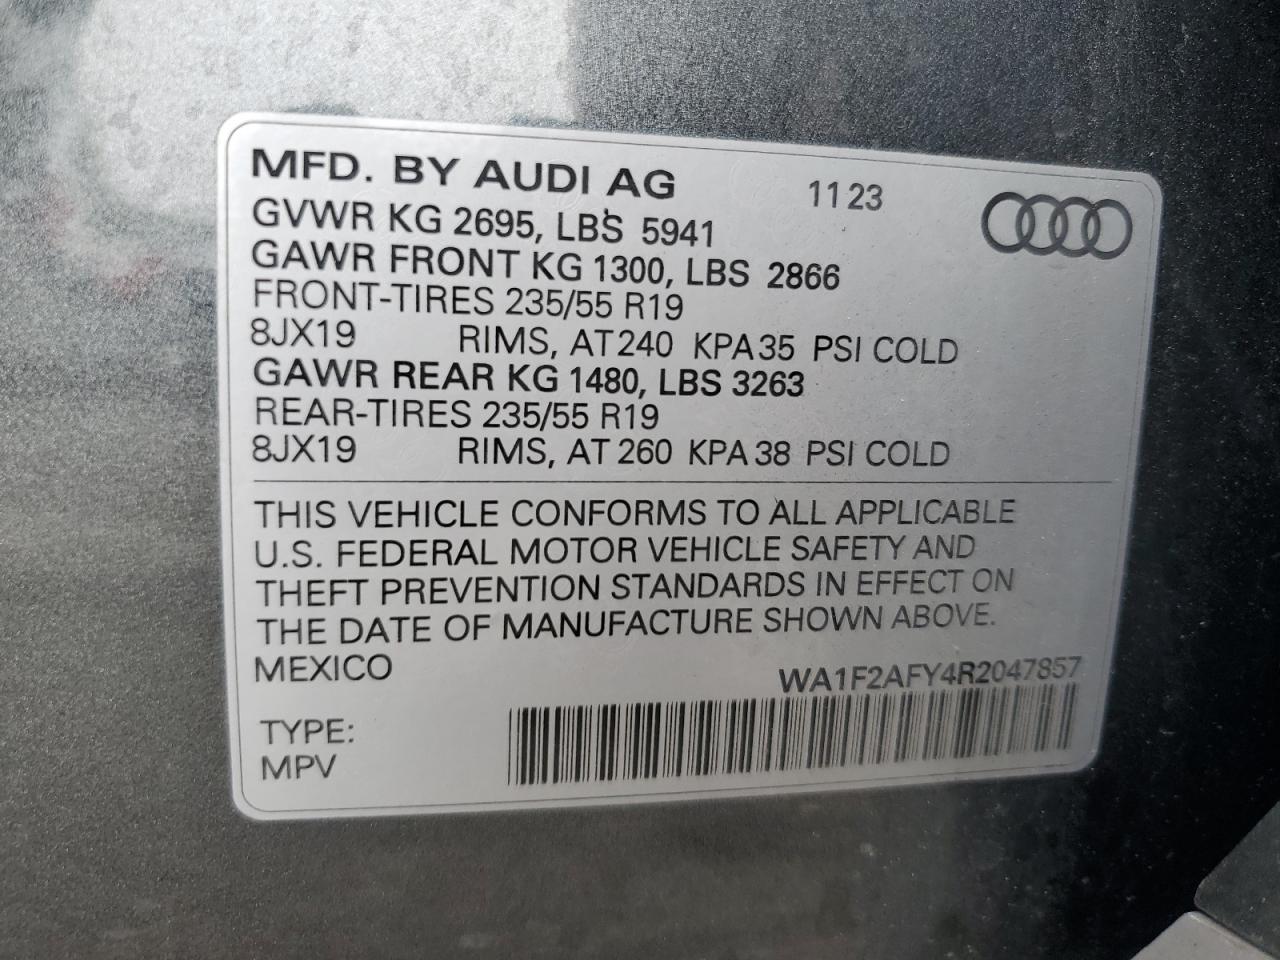 MFD. BY AUDI AG 11 23
GVWR KG 2695, LBS 5941
GAWR FRONT KG 1300, LBS 2866
FRONT-TIRES 235/55 R19
8JX19 RIMS, AT 240 KPA 35 PSI COLD
GAWR REAR KG 1480, LBS 3263
REAR-TIRES 235/55 R19
8JX19 RIMS, AT 260 KPA 38 PSI COLD
THIS VEHICLE CONFORMS TO ALL APPLICABLE
U.S. FEDERAL MOTOR VEHICLE SAFETY AND
THEFT PREVENTION STANDARDS IN EFFECT ON
THE DATE OF MANUFACTURE SHOWN ABOVE.
MEXICO WA1F2AFY4R2047857
TYPE:
MPV